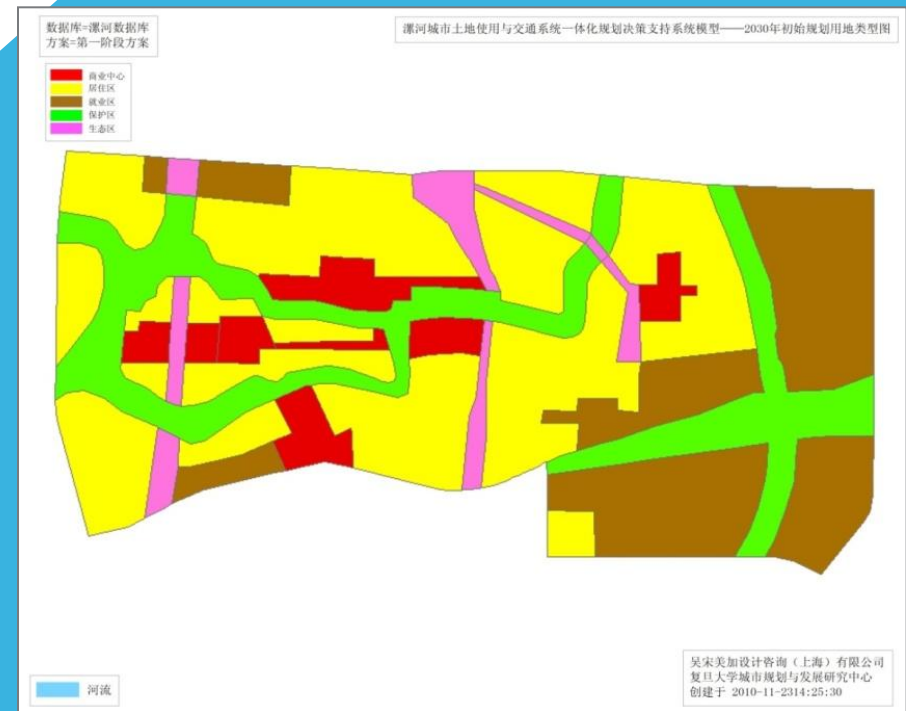 数据库=漯河数据库
方案=第一阶段方案
漯河城市土地使用与交通系统一体化规划决策支持系统模型——2030年初始规划用地类型图
商业中心
居住区
就业区
保护区
生态区
河流
吴宋美加设计咨询（上海）有限公司
复旦大学城市规划与发展研究中心
创建于 2010-11-2314:25:30